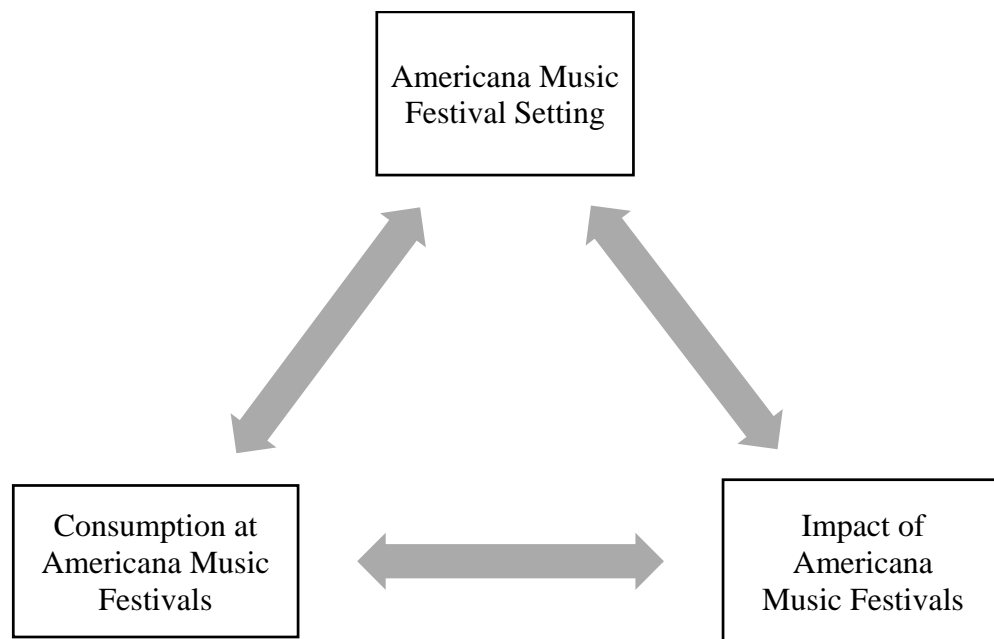 Americana Music
Festival Setting
Consumption at
Americana Music
Festivals
Impact of
Americana
Music Festivals